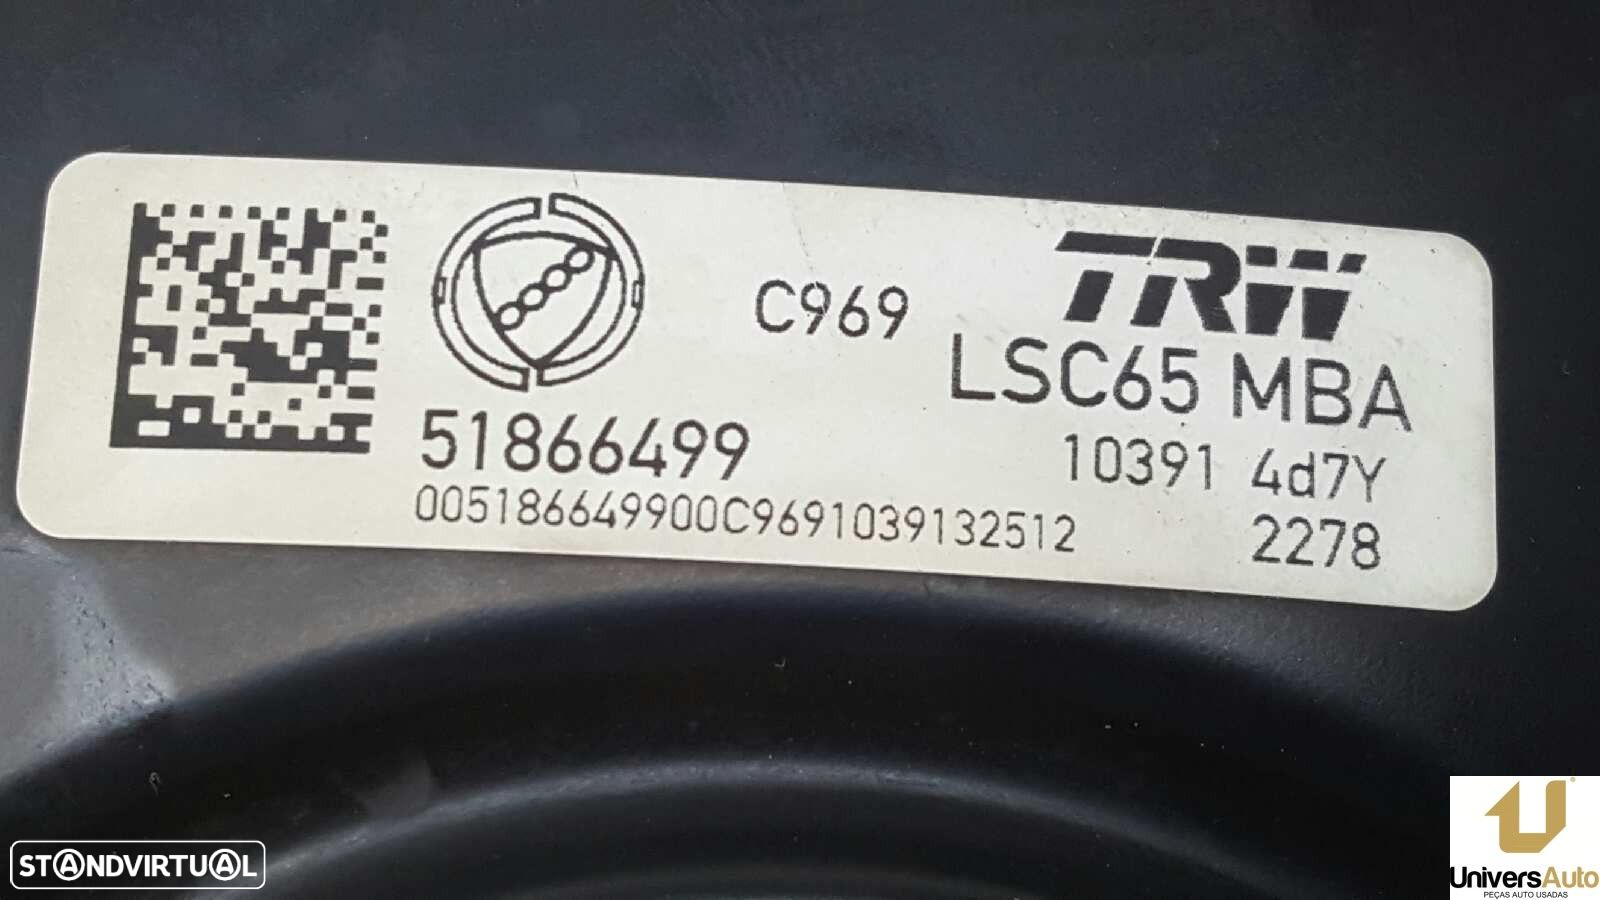 C969
TRW
LSC65 MBA
51866499
10391 4d7Y
005186649900C9691039132512
2278
STANDVIRTUAL
UniversAuto
PEÇAS AUTO USADAS